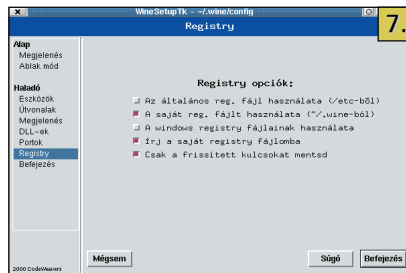 WineSetupTk - ~/.wine/config
7.
Registry
Alap
Megjelenés
Ablak mód
Haladó
Eszközök
Útvonalak
Megjelenés
DLL-ek
Portok
Registry
Befejezés
Registry opciók:
Az általános reg. fájl használata (/etc-bõl)
A saját reg. fájlt használata (~/.wine-ból)
A windows registry fájlainak használata
Írj a saját registry fájlomba
Csak a frissitett kulcsokat mentsd
Mégsem
Súgó
Befejezés
2000 CodeWeavers